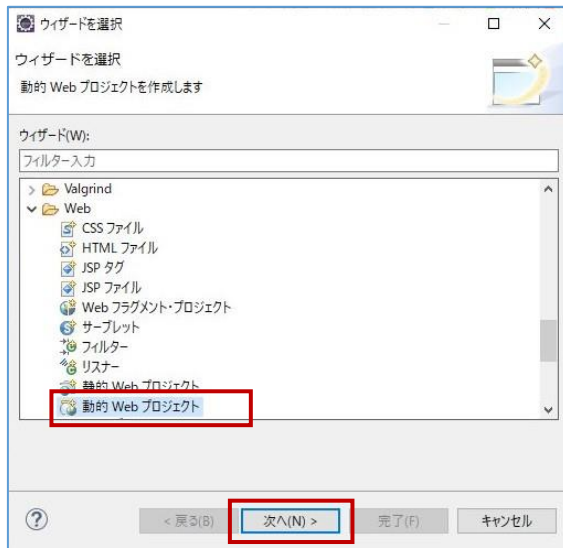 ウィザードを選択
ウィザードを選択
動的 Web プロジェクトを作成します
ウィザード(W):
フィルター入力
Valgrind
Web
CSS ファイル
HTML ファイル
JSP タグ
JSP ファイル
Web フラグメント・プロジェクト
サーブレット
フィルター
リスナー
静的 Web プロジェクト
動的 Web プロジェクト
< 戻る(B) 次へ(N) > 完了(F) キャンセル